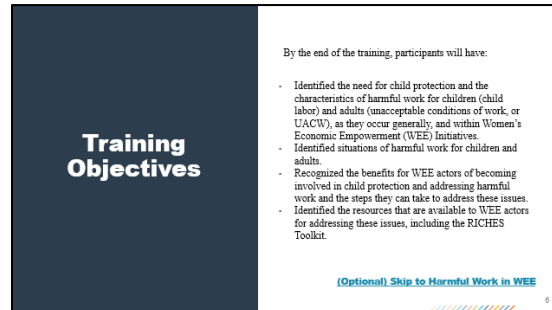 Training
Objectives
By the end of the training, participants will have:
- Identified the need for child protection and the
characteristics of harmful work for children (child
labor) and adults (unacceptable conditions of work, or
UACW), as they occur generally, and within Women's
Economic Empowerment (WEE) Initiatives.
- Identified situations of harmful work for children and
adults.
- Recognized the benefits for WEE actors of becoming
involved in child protection and addressing harmful
work and the steps they can take to address these issues.
- Identified the resources that are available to WEE actors
for addressing these issues, including the RICHES
Toolkit.
(Optional) Skip to Harmful Work in WEE
6